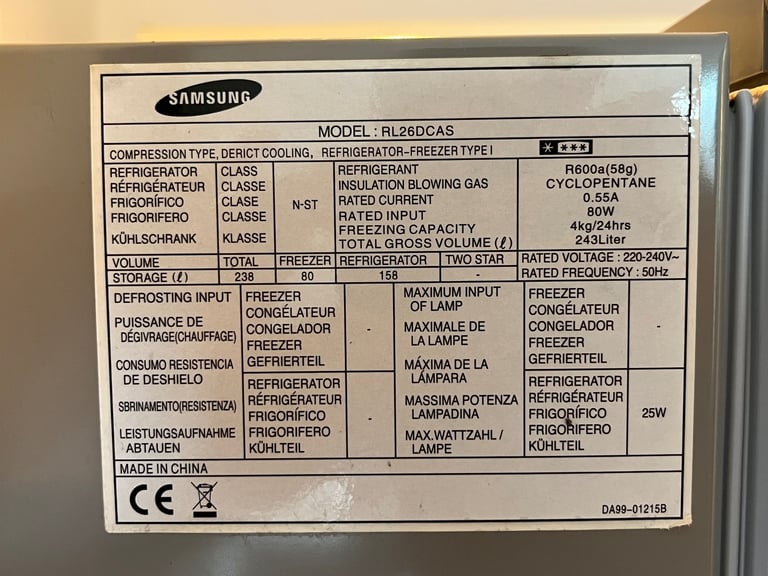 SAMSUNG
MODEL : RL26DCAS
COMPRESSION TYPE, DERICT COOLING, REFRIGERATOR-FREEZER TYPE I
REFRIGERATOR CLASS
RÉFRIGÉRATEUR CLASSE
FRIGORÍFICO CLASE
FRIGORIFERO CLASSE
KÜHLSCHRANK KLASSE
N-ST
REFRIGERANT R600a(58g)
INSULATION BLOWING GAS CYCLOPENTANE
RATED CURRENT 0.55A
RATED INPUT 80W
FREEZING CAPACITY 4kg/24hrs
TOTAL GROSS VOLUME (ℓ) 243Liter
VOLUME TOTAL FREEZER REFRIGERATOR TWO STAR RATED VOLTAGE : 220-240V~
STORAGE (ℓ) 238 80 158 - RATED FREQUENCY : 50Hz
DEFROSTING INPUT
PUISSANCE DE
DÉGIVRAGE(CHAUFFAGE)
CONSUMO RESISTENCIA
DE DESHIELO
SBRINAMENTO(RESISTENZA)
LEISTUNGSAUFNAHME
ABTAUEN
FREEZER
CONGÉLATEUR
CONGELADOR
FREEZER
GEFRIERTEIL
-
REFRIGERATOR
RÉFRIGÉRATEUR
FRIGORÍFICO
FRIGORIFERO
KÜHLTEIL
-
MAXIMUM INPUT
OF LAMP
MAXIMALE DE
LA LAMPE
MÁXIMA DE LA
LÁMPARA
MASSIMA POTENZA
LAMPADINA
MAX.WATTZAHL /
LAMPE
FREEZER
CONGÉLATEUR
CONGELADOR
FREEZER
GEFRIERTEIL
-
REFRIGERATOR
RÉFRIGÉRATEUR
FRIGORÍFICO
FRIGORIFERO
KÜHLTEIL
25W
MADE IN CHINA
CE
DA99-01215B